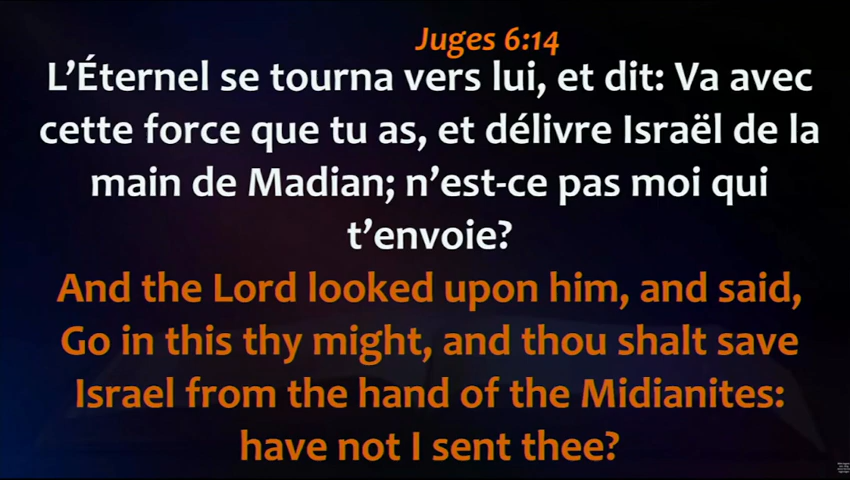 Juges 6:14
L’Éternel se tourna vers lui, et dit: Va avec
cette force que tu as, et délivre Israël de la
main de Madian; n’est-ce pas moi qui
t’envoie?
And the Lord looked upon him, and said,
Go in this thy might, and thou shalt save
Israel from the hand of the Midianites:
have not I sent thee?